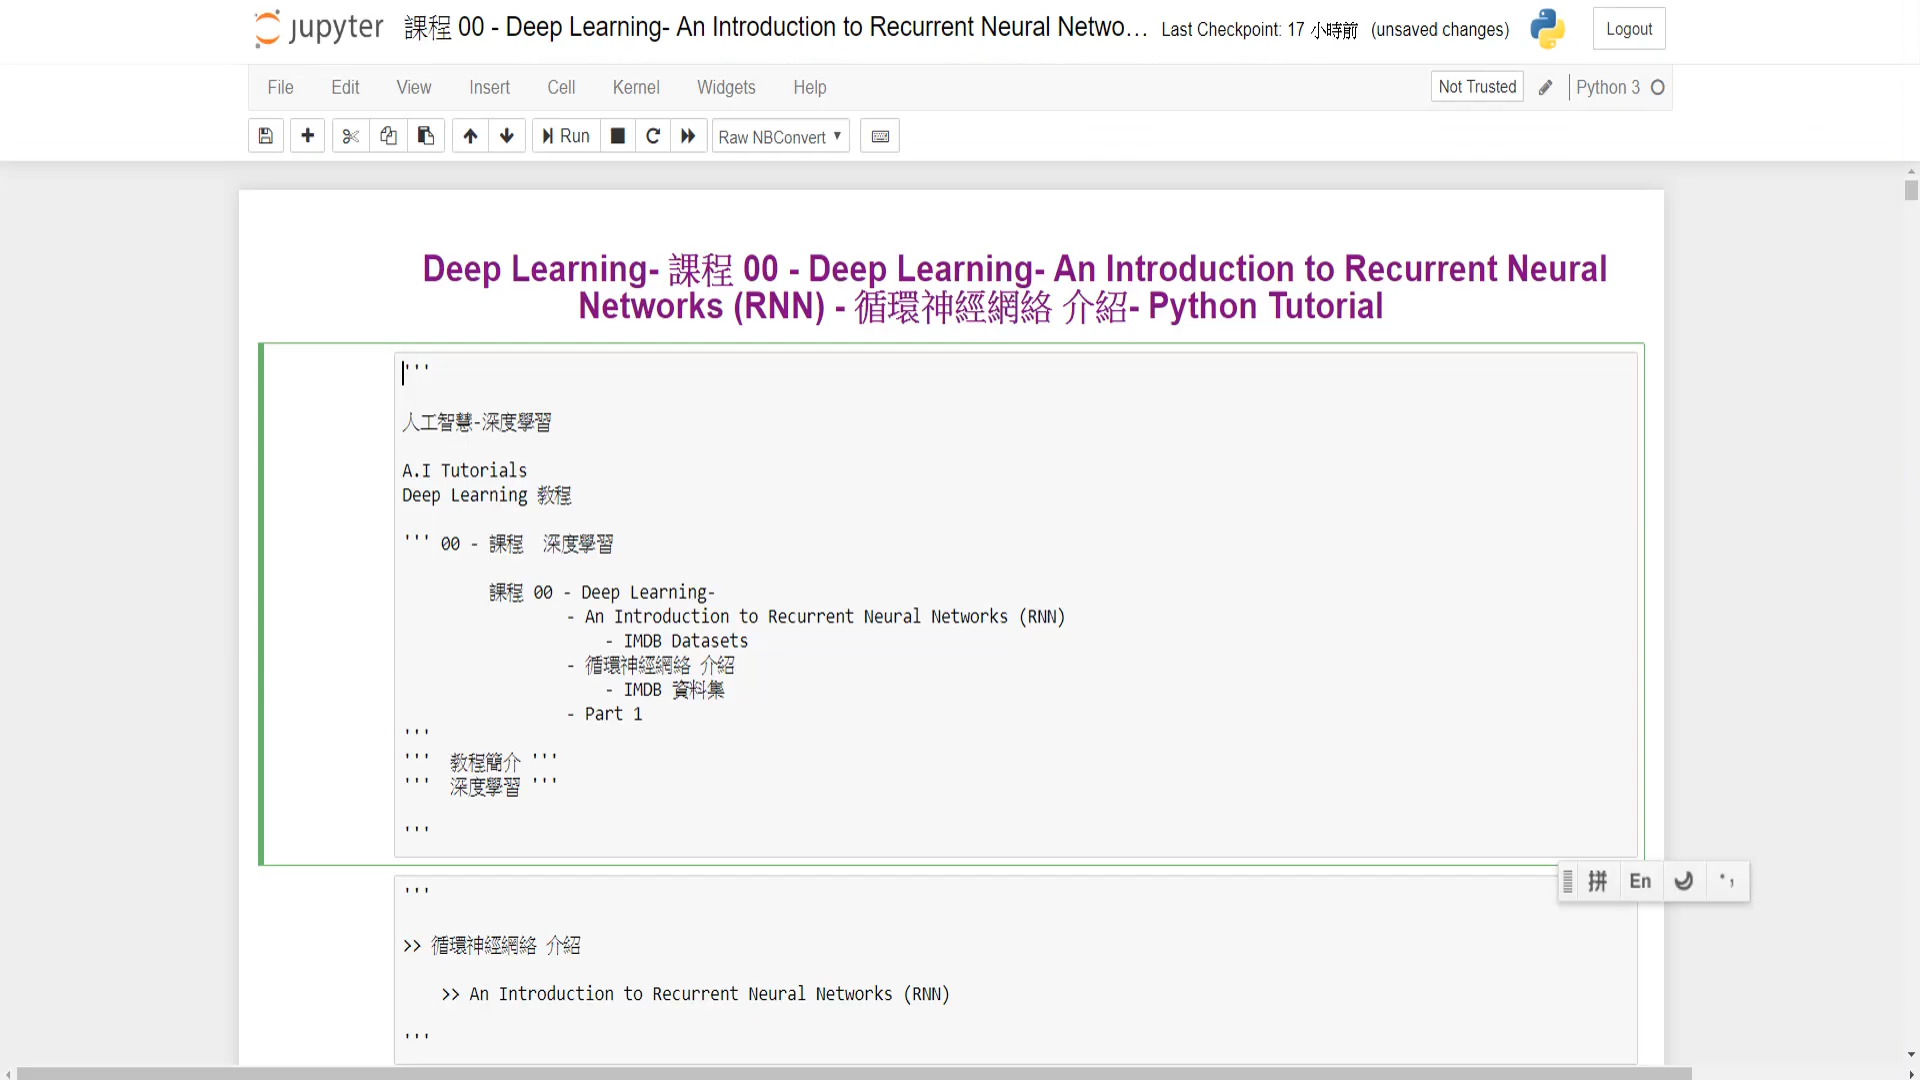 jupyter 課程 00 - Deep Learning- An Introduction to Recurrent Neural Netwo… Last Checkpoint: 17 小時前 (unsaved changes) Logout
File Edit View Insert Cell Kernel Widgets Help Not Trusted Python 3
Run Raw NBConvert
Deep Learning- 課程 00 - Deep Learning- An Introduction to Recurrent Neural
Networks (RNN) - 循環神經網絡 介紹- Python Tutorial
'''
人工智慧-深度學習
A.I Tutorials
Deep Learning 教程
''' 00 - 課程 深度學習
課程 00 - Deep Learning-
- An Introduction to Recurrent Neural Networks (RNN)
- IMDB Datasets
- 循環神經網絡 介紹
- IMDB 資料集
- Part 1
'''
''' 教程簡介 '''
''' 深度學習 '''
'''
拼 En
'''
>> 循環神經網絡 介紹
>> An Introduction to Recurrent Neural Networks (RNN)
'''